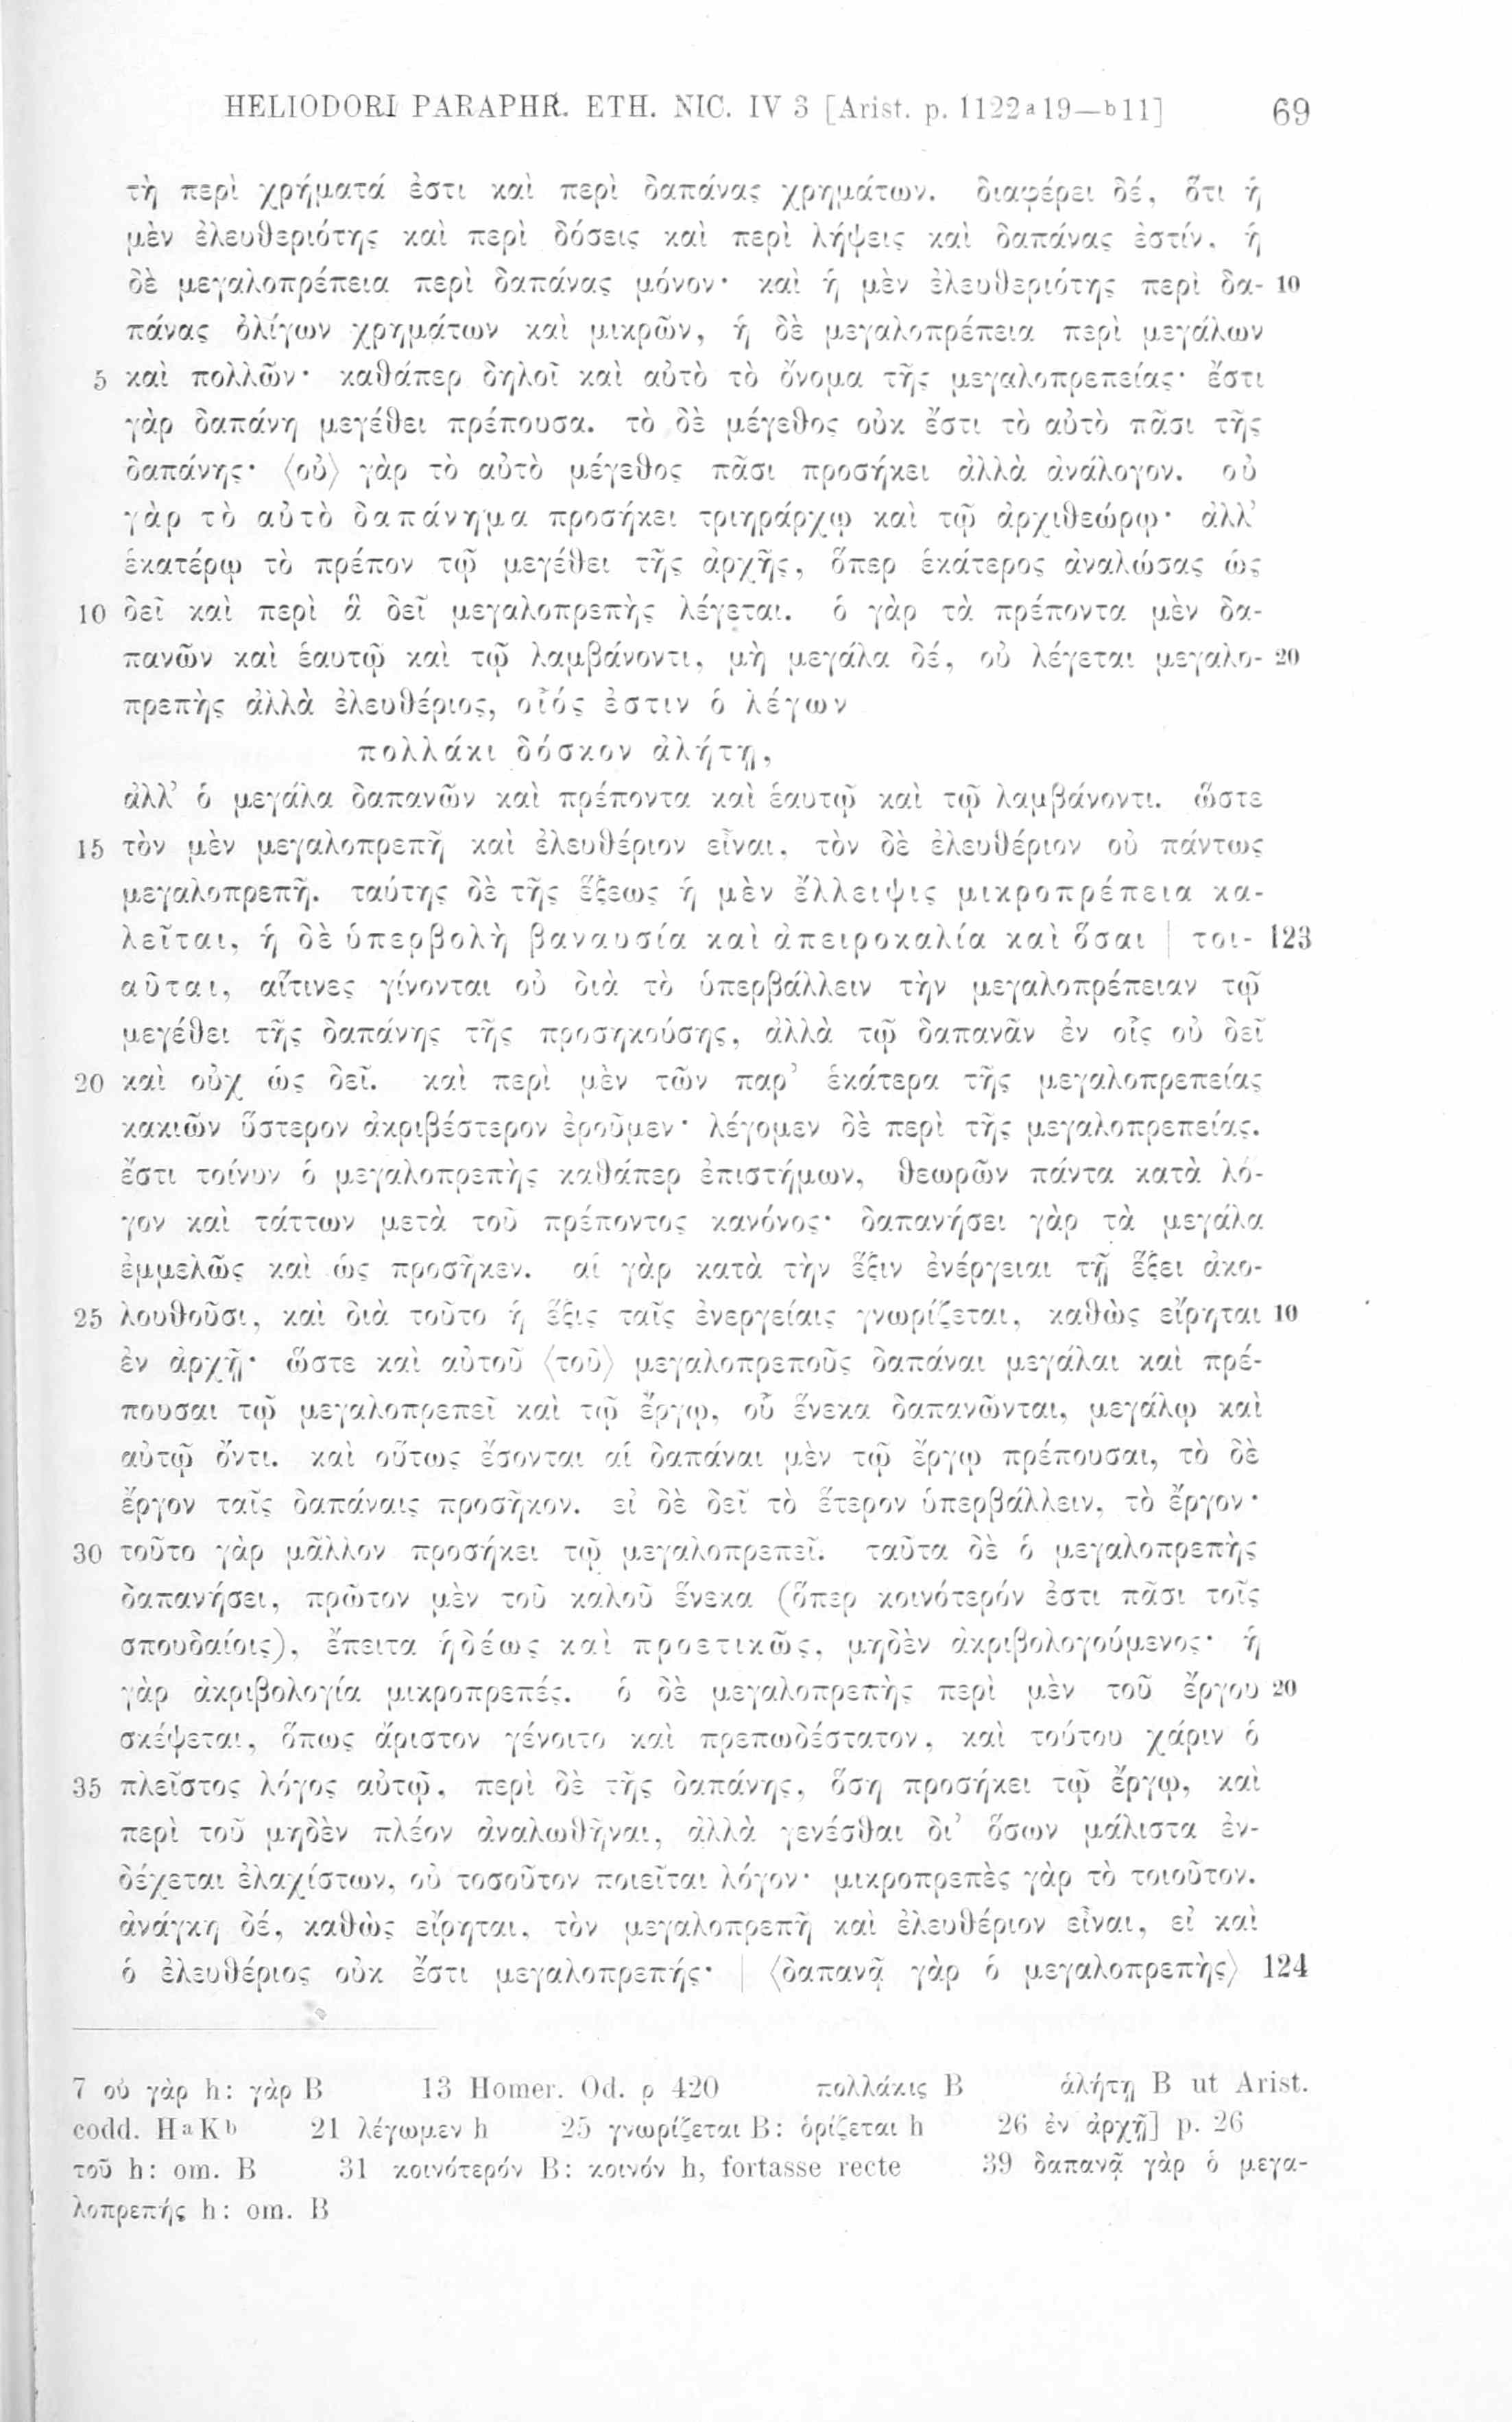 HELIODORI PARAPHR. ETH. NIC. IV 3 [Arist. p. 1122ᵃ19—ᵇ11] 69
τὴ περὶ χρήματά ἐστι καὶ περὶ δαπάνας χρημάτων. διαφέρει δέ, ὅτι ἡ
μὲν ἐλευθεριότης καὶ περὶ δόσεις καὶ περὶ λήψεις καὶ δαπάνας ἐστίν, ἡ
δὲ μεγαλοπρέπεια περὶ δαπάνας μόνον· καὶ ἡ μὲν ἐλευθεριότης περὶ δα- 10
πάνας ὀλίγων χρημάτων καὶ μικρῶν, ἡ δὲ μεγαλοπρέπεια περὶ μεγάλων
5 καὶ πολλῶν· καθάπερ δηλοῖ καὶ αὐτὸ τὸ ὄνομα τῆς μεγαλοπρεπείας· ἔστι
γὰρ δαπάνη μεγέθει πρέπουσα. τὸ δὲ μέγεθος οὐκ ἔστι τὸ αὐτὸ πᾶσι τῆς
δαπάνης· ⟨οὐ⟩ γὰρ τὸ αὐτὸ μέγεθος πᾶσι προσήκει ἀλλὰ ἀνάλογον. οὐ
γὰρ τὸ αὐτὸ δαπάνημα προσήκει τριηράρχῳ καὶ τῷ ἀρχιθεώρῳ· ἀλλ’
ἑκατέρῳ τὸ πρέπον τῷ μεγέθει τῆς ἀρχῆς, ὅπερ ἑκάτερος ἀναλώσας ὡς
10 δεῖ καὶ περὶ ἃ δεῖ μεγαλοπρεπὴς λέγεται. ὁ γὰρ τὰ πρέποντα μὲν δα-
πανῶν καὶ ἑαυτῷ καὶ τῷ λαμβάνοντι, μὴ μεγάλα δέ, οὐ λέγεται μεγαλο- 20
πρεπὴς ἀλλὰ ἐλευθέριος, οἷός ἐστιν ὁ λέγων
πολλάκι δόσκον ἀλήτῃ,
ἀλλ’ ὁ μεγάλα δαπανῶν καὶ πρέποντα καὶ ἑαυτῷ καὶ τῷ λαμβάνοντι. ὥστε
15 τὸν μὲν μεγαλοπρεπῆ καὶ ἐλευθέριον εἶναι, τὸν δὲ ἐλευθέριον οὐ πάντως
μεγαλοπρεπῆ. ταύτης δὲ τῆς ἕξεως ἡ μὲν ἔλλειψις μικροπρέπεια κα-
λεῖται, ἡ δὲ ὑπερβολὴ βαναυσία καὶ ἀπειροκαλία καὶ ὅσαι | τοι- 123
αῦται, αἵτινες γίνονται οὐ διὰ τὸ ὑπερβάλλειν τὴν μεγαλοπρέπειαν τῷ
μεγέθει τῆς δαπάνης τῆς προσηκούσης, ἀλλὰ τῷ δαπανᾶν ἐν οἷς οὐ δεῖ
20 καὶ οὐχ ὡς δεῖ. καὶ περὶ μὲν τῶν παρ’ ἑκάτερα τῆς μεγαλοπρεπείας
κακιῶν ὕστερον ἀκριβέστερον ἐροῦμεν· λέγομεν δὲ περὶ τῆς μεγαλοπρεπείας.
ἔστι τοίνυν ὁ μεγαλοπρεπὴς καθάπερ ἐπιστήμων, θεωρῶν πάντα κατὰ λό-
γον καὶ τάττων μετὰ τοῦ πρέποντος κανόνος· δαπανήσει γὰρ τὰ μεγάλα
ἐμμελῶς καὶ ὡς προσῆκεν. αἱ γὰρ κατὰ τὴν ἕξιν ἐνέργειαι τῇ ἕξει ἀκο-
25 λουθοῦσι, καὶ διὰ τοῦτο ἡ ἕξις ταῖς ἐνεργείαις γνωρίζεται, καθὼς εἴρηται 10
ἐν ἀρχῇ· ὥστε καὶ αὐτοῦ ⟨τοῦ⟩ μεγαλοπρεποῦς δαπάναι μεγάλαι καὶ πρέ-
πουσαι τῷ μεγαλοπρεπεῖ καὶ τῷ ἔργῳ, οὗ ἕνεκα δαπανῶνται, μεγάλῳ καὶ
αὐτῷ ὄντι. καὶ οὕτως ἔσονται αἱ δαπάναι μὲν τῷ ἔργῳ πρέπουσαι, τὸ δὲ
ἔργον ταῖς δαπάναις προσῆκον. εἰ δὲ δεῖ τὸ ἕτερον ὑπερβάλλειν, τὸ ἔργον·
30 τοῦτο γὰρ μᾶλλον προσήκει τῷ μεγαλοπρεπεῖ. ταῦτα δὲ ὁ μεγαλοπρεπὴς
δαπανήσει, πρῶτον μὲν τοῦ καλοῦ ἕνεκα (ὅπερ κοινότερόν ἐστι πᾶσι τοῖς
σπουδαίοις), ἔπειτα ἡδέως καὶ προετικῶς, μηδὲν ἀκριβολογούμενος· ἡ
γὰρ ἀκριβολογία μικροπρεπές. ὁ δὲ μεγαλοπρεπὴς περὶ μὲν τοῦ ἔργου 20
σκέψεται, ὅπως ἄριστον γένοιτο καὶ πρεπωδέστατον, καὶ τούτου χάριν ὁ
35 πλεῖστος λόγος αὐτῷ, περὶ δὲ τῆς δαπάνης, ὅση προσήκει τῷ ἔργῳ, καὶ
περὶ τοῦ μηδὲν πλέον ἀναλωθῆναι, ἀλλὰ γενέσθαι δι’ ὅσων μάλιστα ἐν-
δέχεται ἐλαχίστων, οὐ τοσοῦτον ποιεῖται λόγον· μικροπρεπὲς γὰρ τὸ τοιοῦτον.
ἀνάγκη δέ, καθὼς εἴρηται, τὸν μεγαλοπρεπῆ καὶ ἐλευθέριον εἶναι, εἰ καὶ
ὁ ἐλευθέριος οὐκ ἔστι μεγαλοπρεπής· | ⟨δαπανᾷ γὰρ ὁ μεγαλοπρεπὴς⟩ 124
7 οὐ γὰρ h: γὰρ B 13 Homer. Od. ρ 420 πολλάκις B ἀλήτῃ B ut Arist.
codd. HᵃKᵇ 21 λέγωμεν h 25 γνωρίζεται B: ὁρίζεται h 26 ἐν ἀρχῇ] p. 26
τοῦ h: om. B 31 κοινότερόν B: κοινόν h, fortasse recte 39 δαπανᾷ γὰρ ὁ μεγα-
λοπρεπής h: om. B